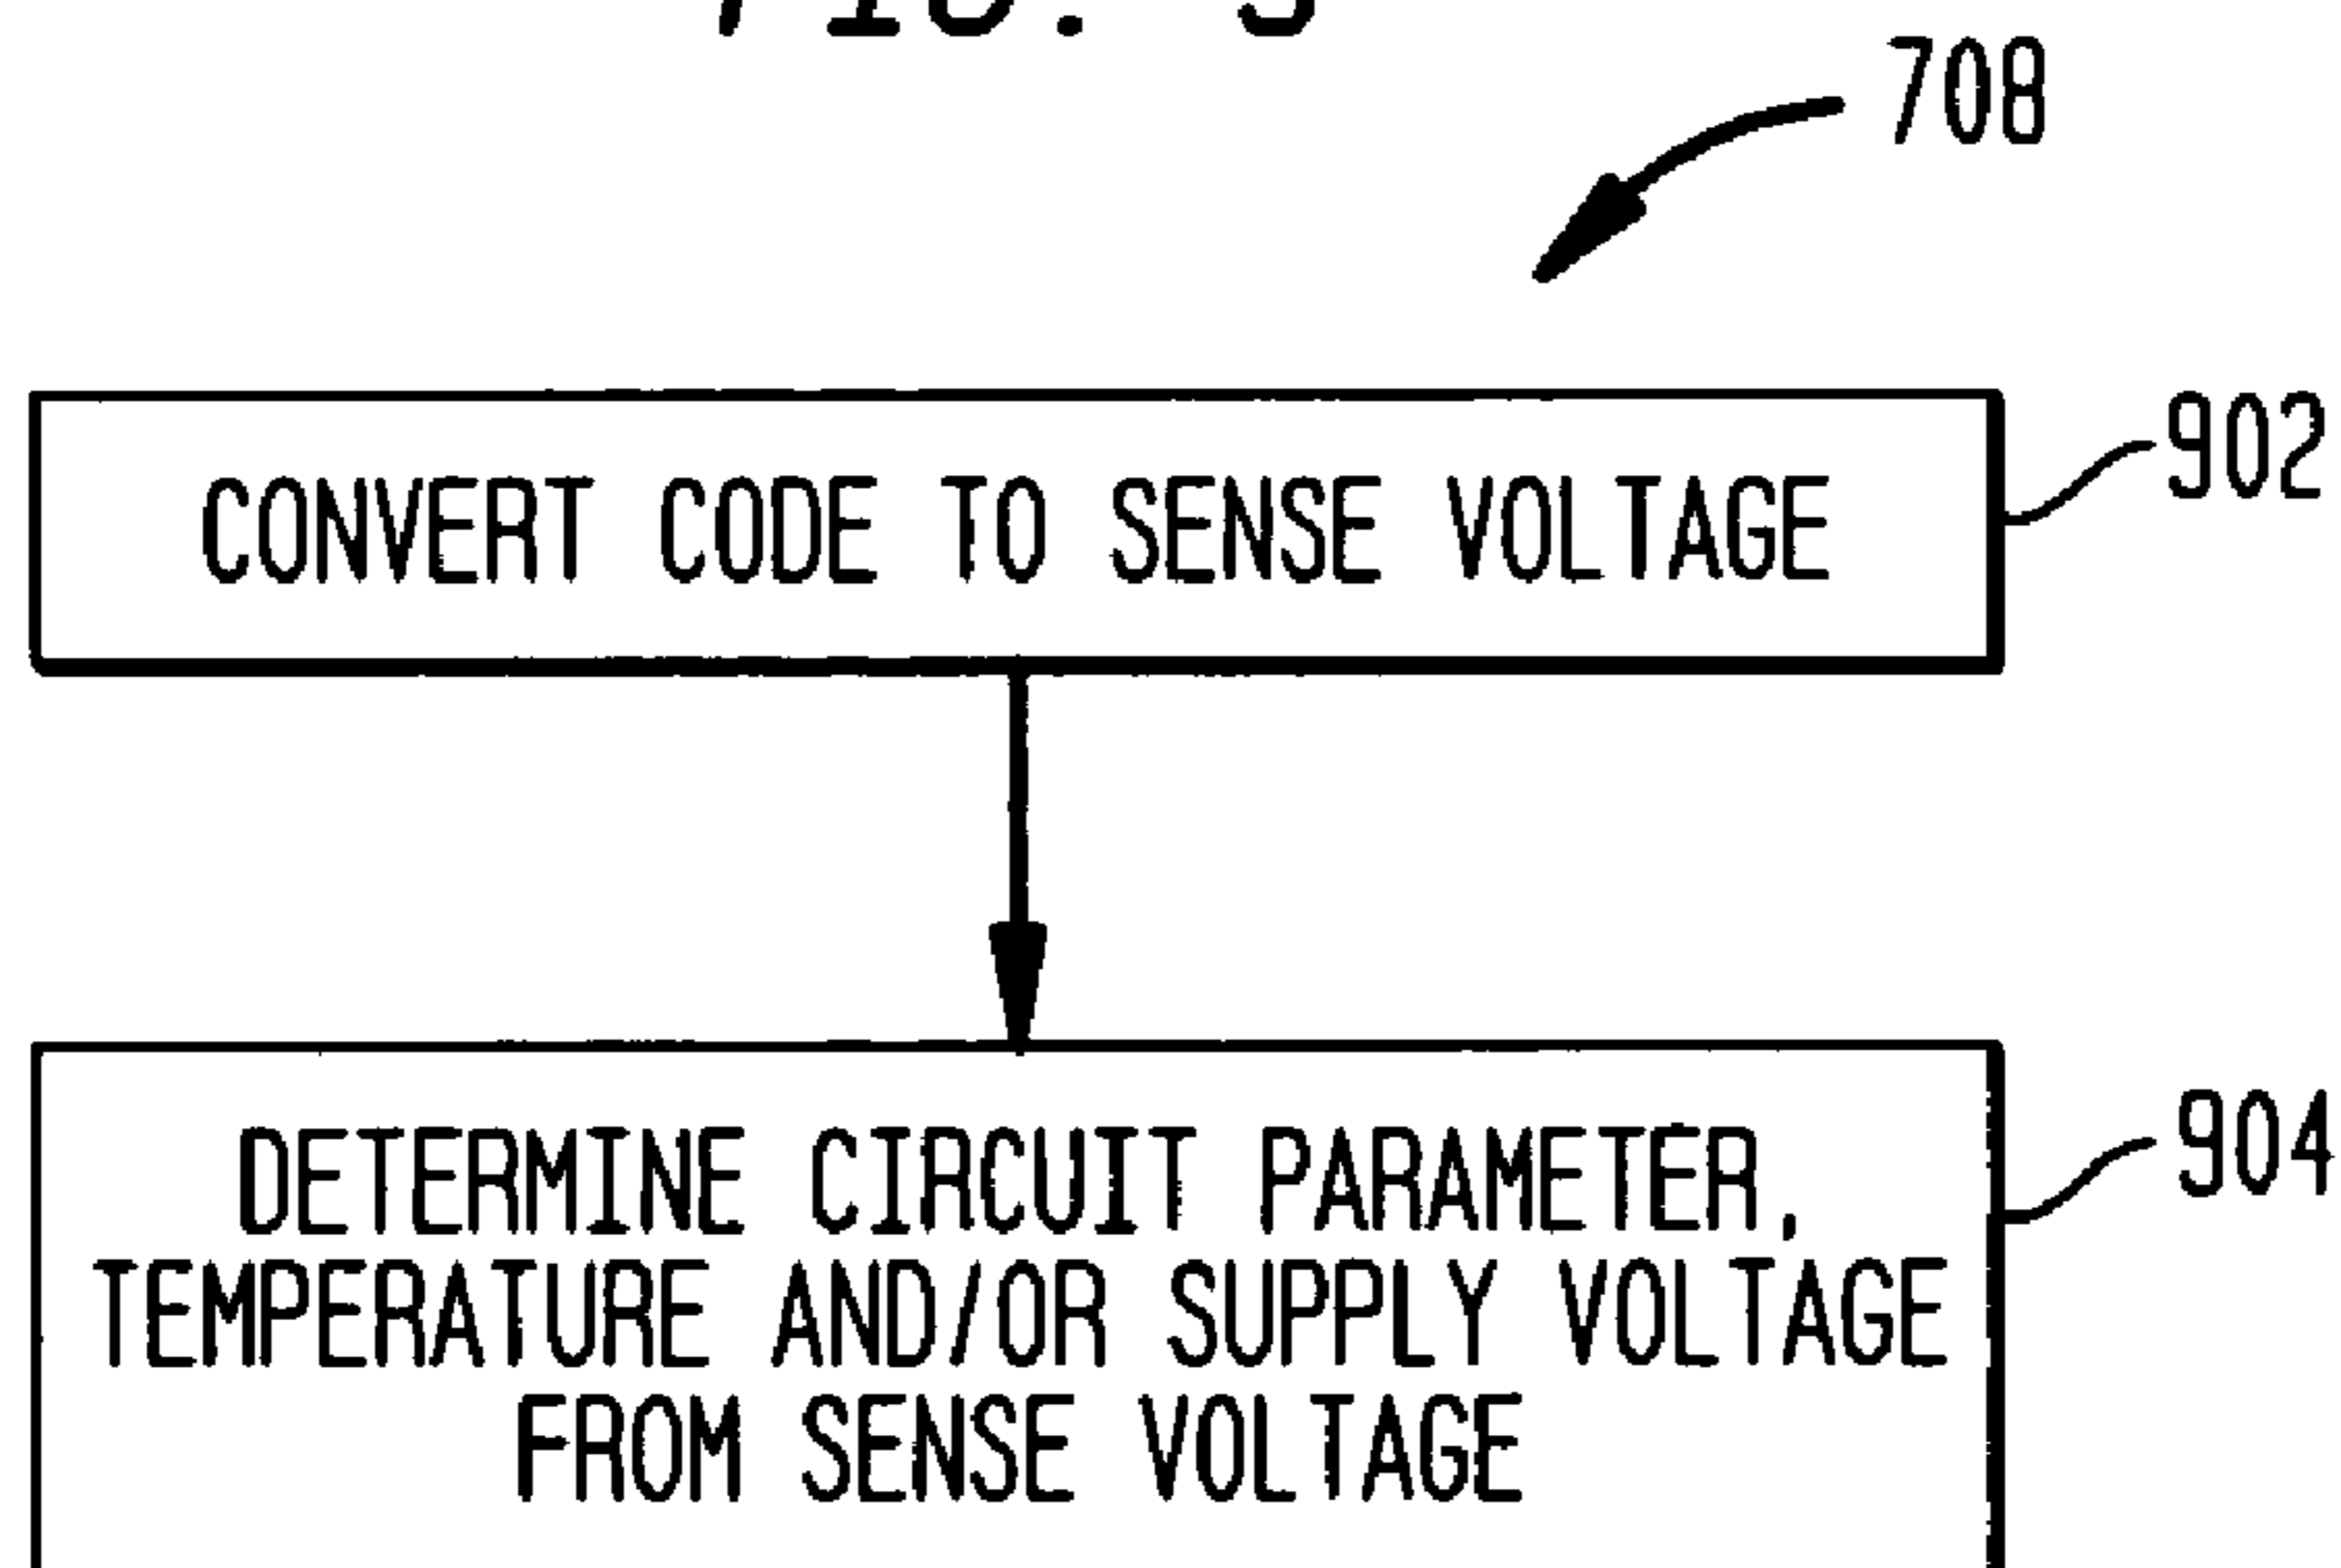 708
CONVERT CODE TO SENSE VOLTAGE
902
DETERMINE CIRCUIT PARAMETER,
TEMPERATURE AND/OR SUPPLY VOLTAGE
FROM SENSE VOLTAGE
904